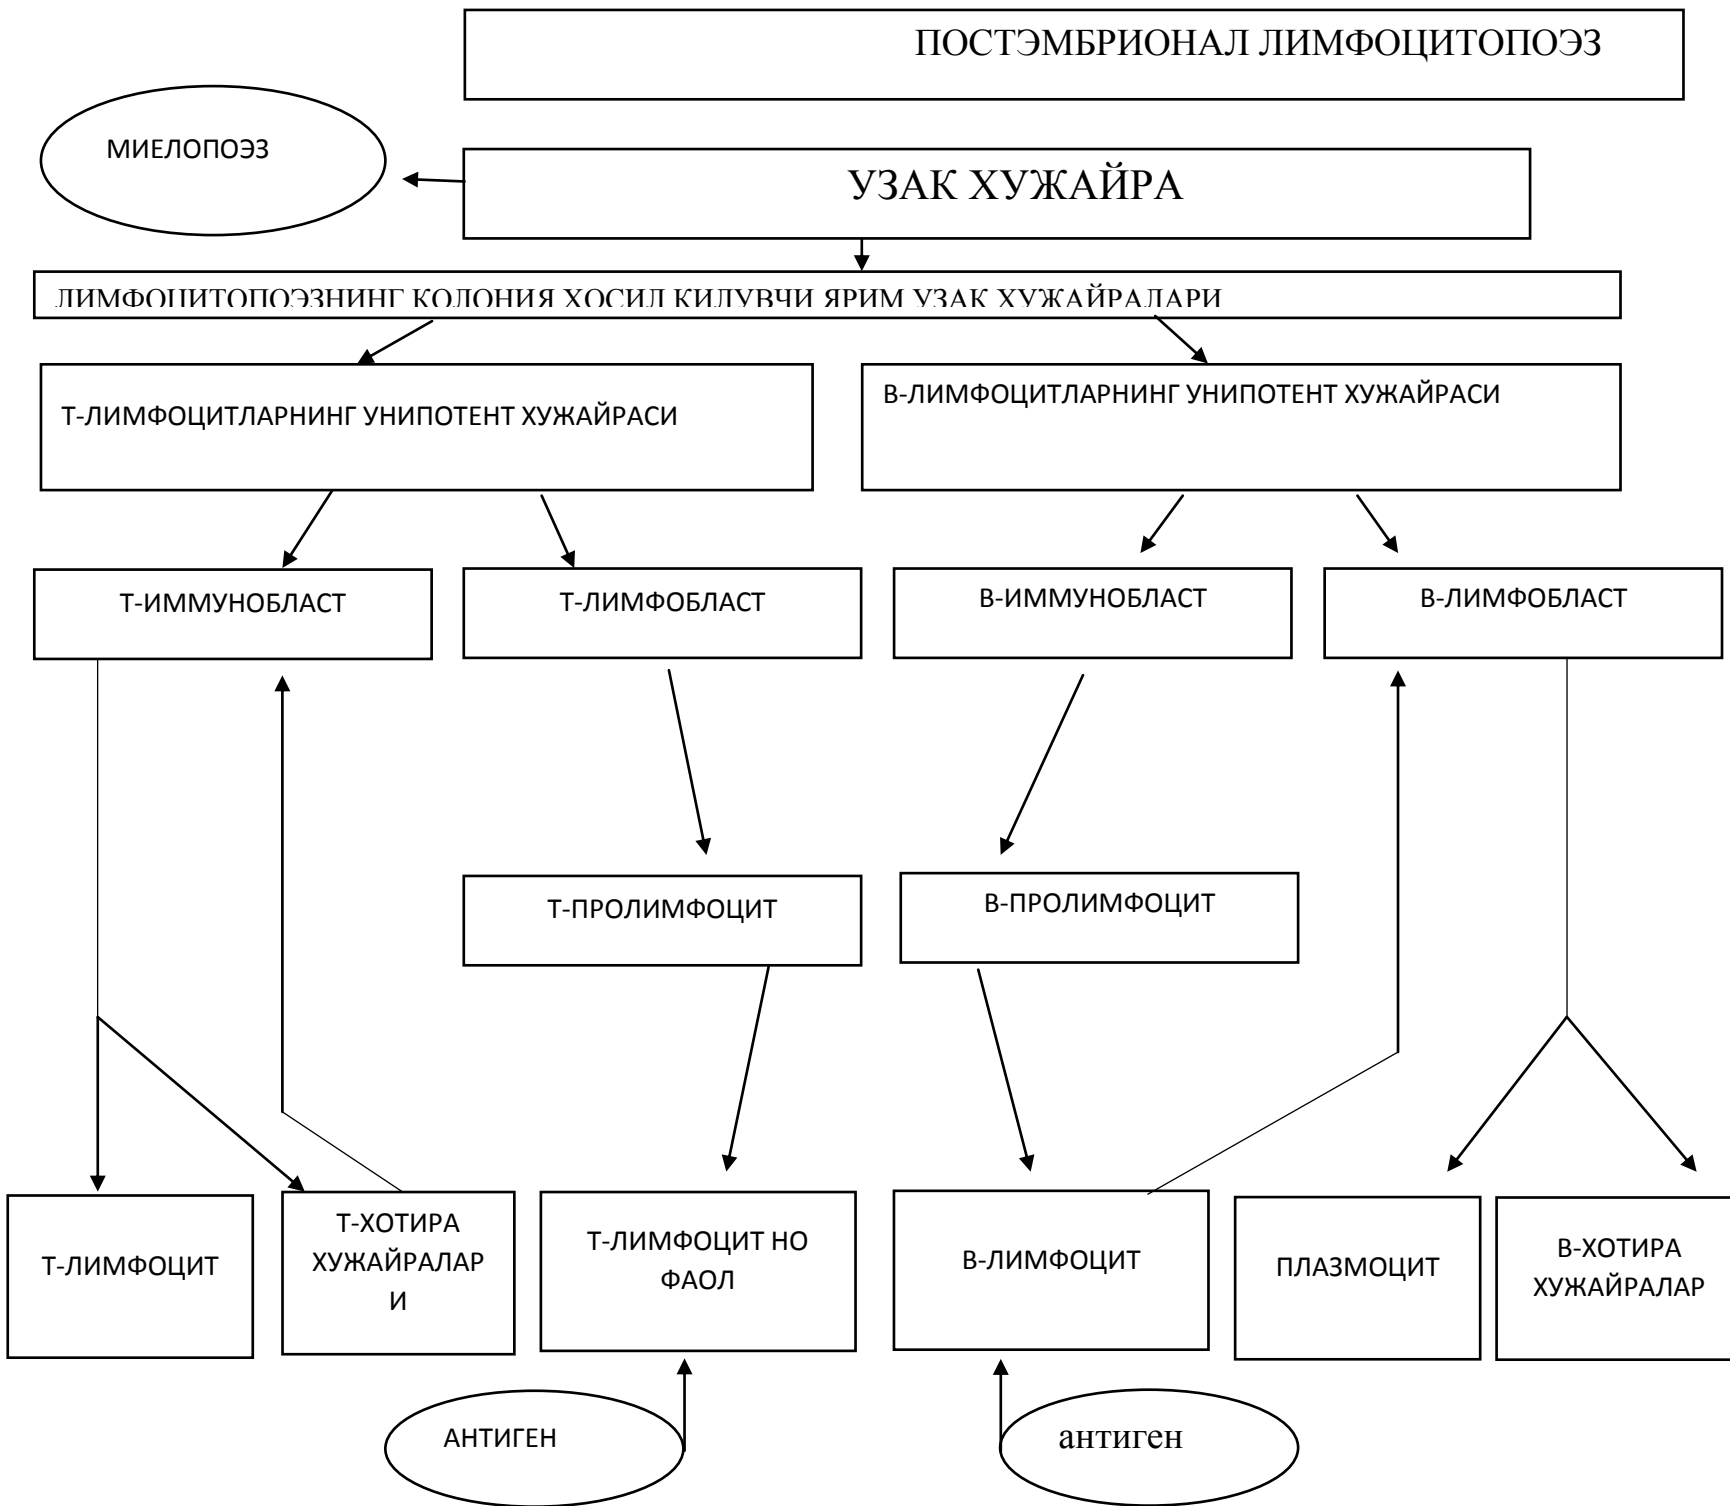 ПОСТЭМБРИОНАЛ ЛИМФОЦИТОПОЭЗ
МИЕЛОПОЭЗ
УЗАК ХУЖАЙРА
ЛИМФОЦИТОПОЭЗНИНГ КОЛОНИЯ ХОСИЛ КИЛУВЧИ ЯРИМ УЗАК ХУЖАЙРАЛАРИ
Т-ЛИМФОЦИТЛАРНИНГ УНИПОТЕНТ ХУЖАЙРАСИ
В-ЛИМФОЦИТЛАРНИНГ УНИПОТЕНТ ХУЖАЙРАСИ
Т-ИММУНОБЛАСТ
Т-ЛИМФОБЛАСТ
В-ИММУНОБЛАСТ
В-ЛИМФОБЛАСТ
Т-ПРОЛИМФОЦИТ
В-ПРОЛИМФОЦИТ
Т-ЛИМФОЦИТ
Т-ХОТИРА
ХУЖАЙРАЛАР
И
Т-ЛИМФОЦИТ НО
ФАОЛ
В-ЛИМФОЦИТ
ПЛАЗМОЦИТ
В-ХОТИРА
ХУЖАЙРАЛАР
АНТИГЕН
антиген